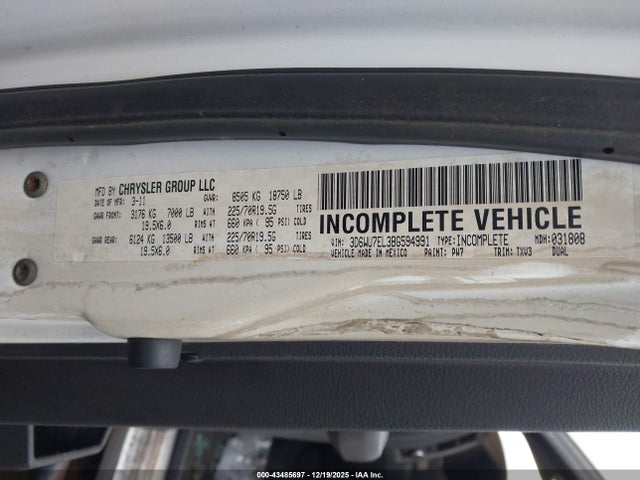 MFD BY CHRYSLER GROUP LLC
DATE OF MFR: 3-11 GVWR: 8505 KG 18750 LB
GAWR FRONT: 3176 KG 7000 LB WITH 225/70R19.5G TIRES
19.5X6.0 RIMS AT 660 KPA ( 95 PSI) COLD
GAWR REAR: 6124 KG 13500 LB WITH 225/70R19.5G TIRES
19.5X6.0 RIMS AT 660 KPA ( 95 PSI) COLD
INCOMPLETE VEHICLE
VIN: 3D6WU7EL3BG594991 TYPE: INCOMPLETE MDH: 031808
VEHICLE MADE IN MEXICO PAINT: PW7 TRIM: TXV3 DUAL
000-43485697 - 12/19/2025 - IAA Inc.